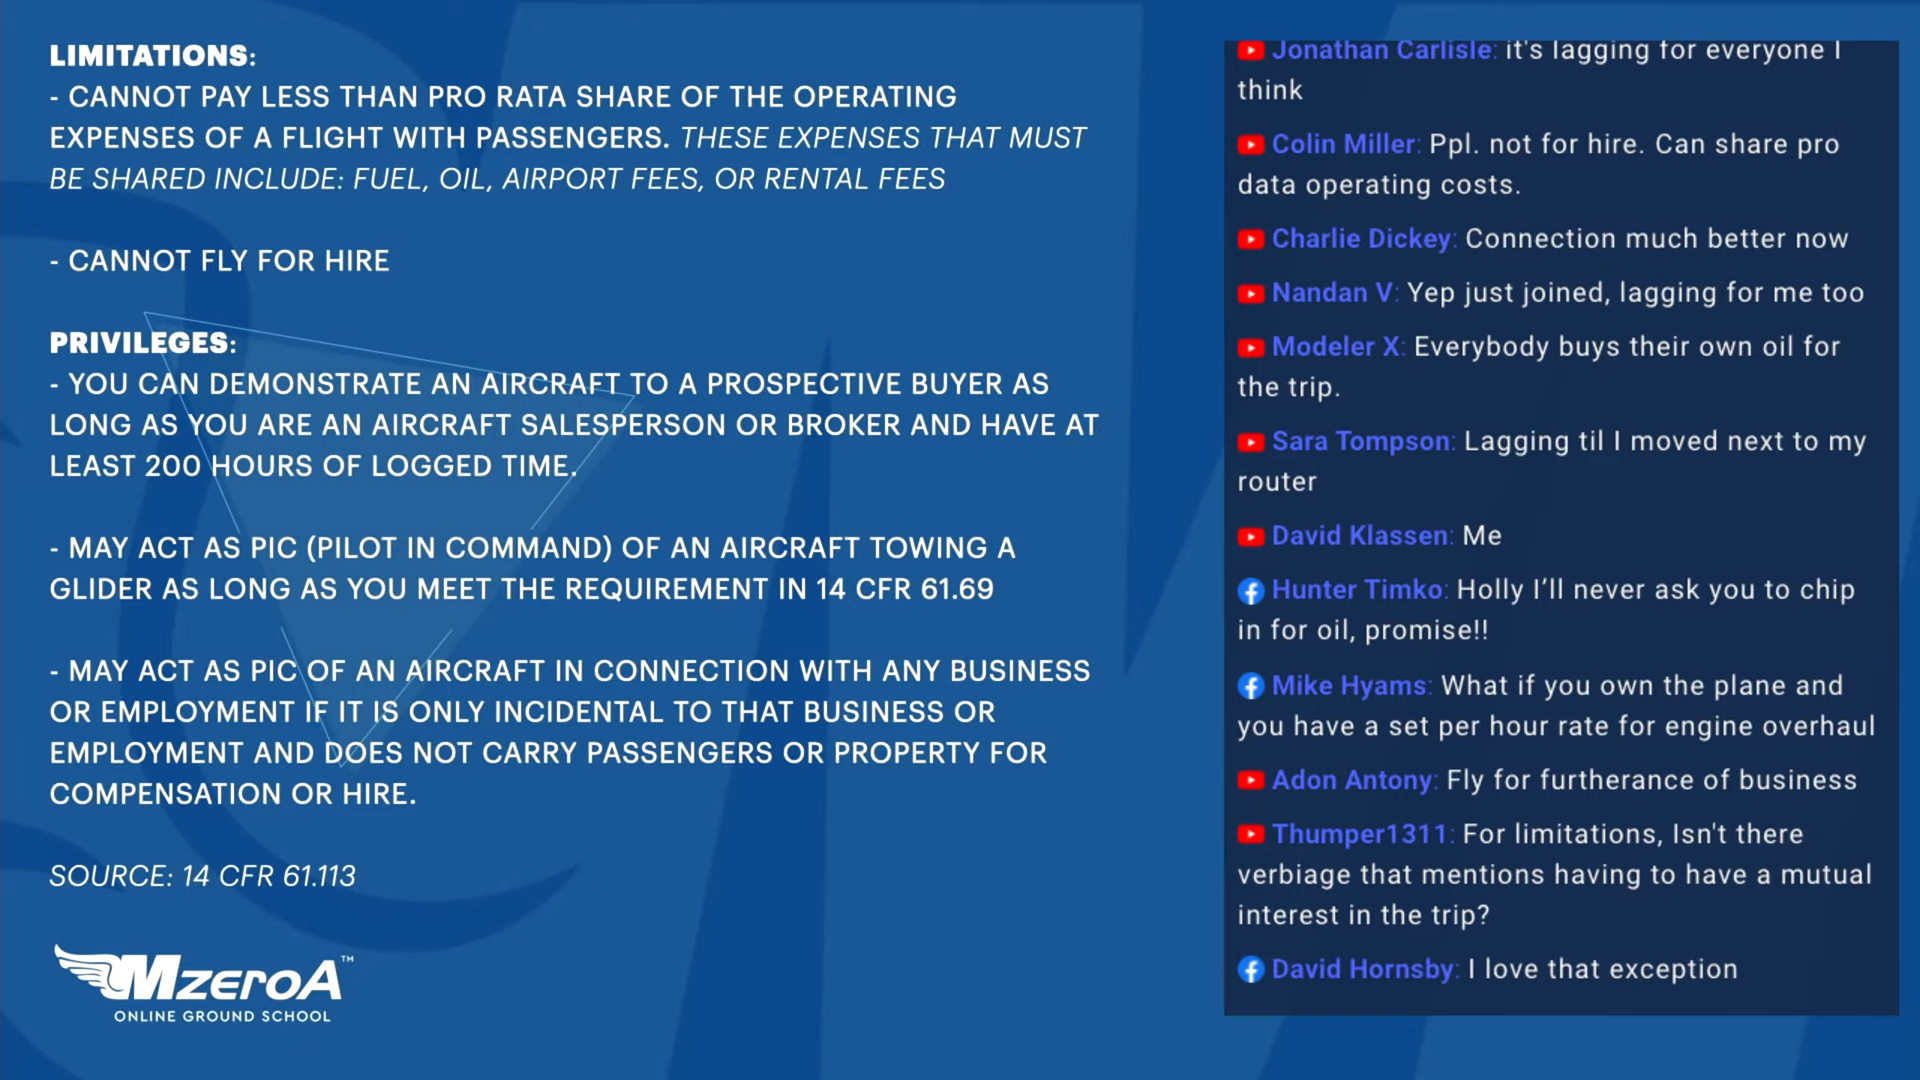 LIMITATIONS:
- CANNOT PAY LESS THAN PRO RATA SHARE OF THE OPERATING
EXPENSES OF A FLIGHT WITH PASSENGERS. THESE EXPENSES THAT MUST
BE SHARED INCLUDE: FUEL, OIL, AIRPORT FEES, OR RENTAL FEES
- CANNOT FLY FOR HIRE
PRIVILEGES:
- YOU CAN DEMONSTRATE AN AIRCRAFT TO A PROSPECTIVE BUYER AS
LONG AS YOU ARE AN AIRCRAFT SALESPERSON OR BROKER AND HAVE AT
LEAST 200 HOURS OF LOGGED TIME.
- MAY ACT AS PIC (PILOT IN COMMAND) OF AN AIRCRAFT TOWING A
GLIDER AS LONG AS YOU MEET THE REQUIREMENT IN 14 CFR 61.69
- MAY ACT AS PIC OF AN AIRCRAFT IN CONNECTION WITH ANY BUSINESS
OR EMPLOYMENT IF IT IS ONLY INCIDENTAL TO THAT BUSINESS OR
EMPLOYMENT AND DOES NOT CARRY PASSENGERS OR PROPERTY FOR
COMPENSATION OR HIRE.
SOURCE: 14 CFR 61.113
MZEROA™
ONLINE GROUND SCHOOL
Jonathan Carlisle: it's lagging for everyone I
think
Colin Miller: Ppl. not for hire. Can share pro
data operating costs.
Charlie Dickey: Connection much better now
Nandan V: Yep just joined, lagging for me too
Modeler X: Everybody buys their own oil for
the trip.
Sara Tompson: Lagging til I moved next to my
router
David Klassen: Me
Hunter Timko: Holly I’ll never ask you to chip
in for oil, promise!!
Mike Hyams: What if you own the plane and
you have a set per hour rate for engine overhaul
Adon Antony: Fly for furtherance of business
Thumper1311: For limitations, Isn't there
verbiage that mentions having to have a mutual
interest in the trip?
David Hornsby: I love that exception